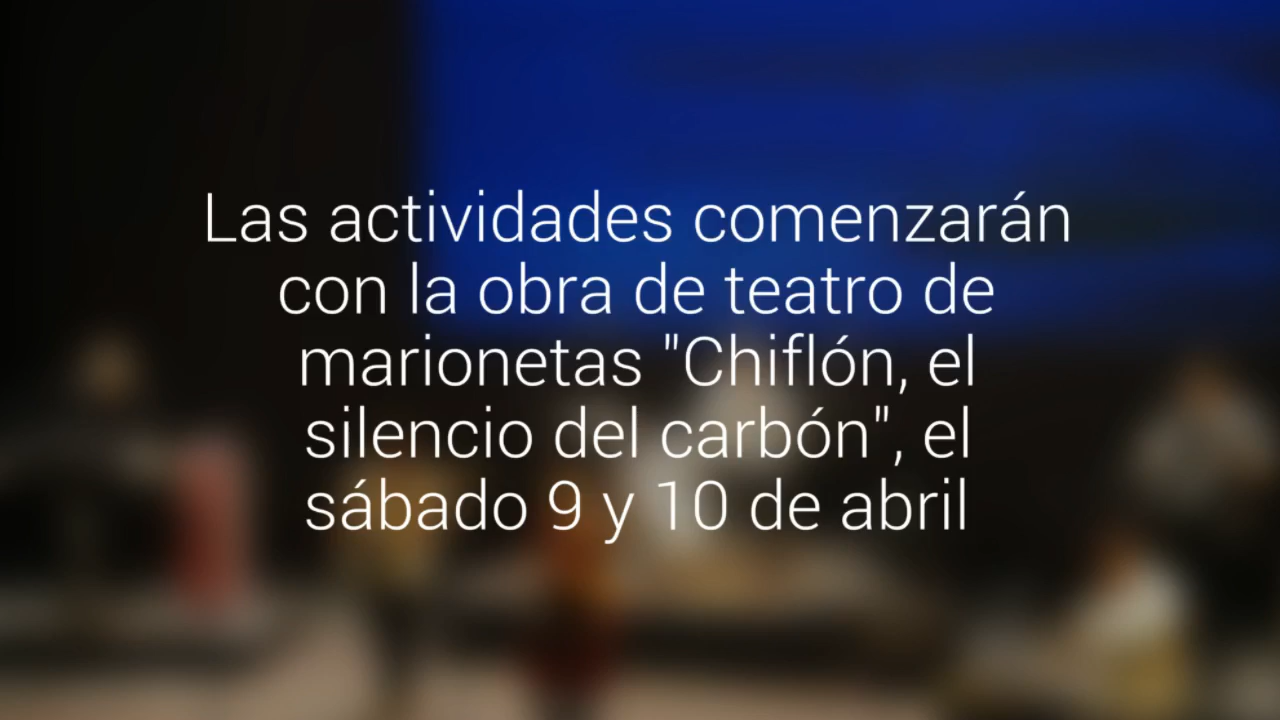 Las actividades comenzarán
con la obra de teatro de
marionetas "Chiflón, el
silencio del carbón", el
sábado 9 y 10 de abril